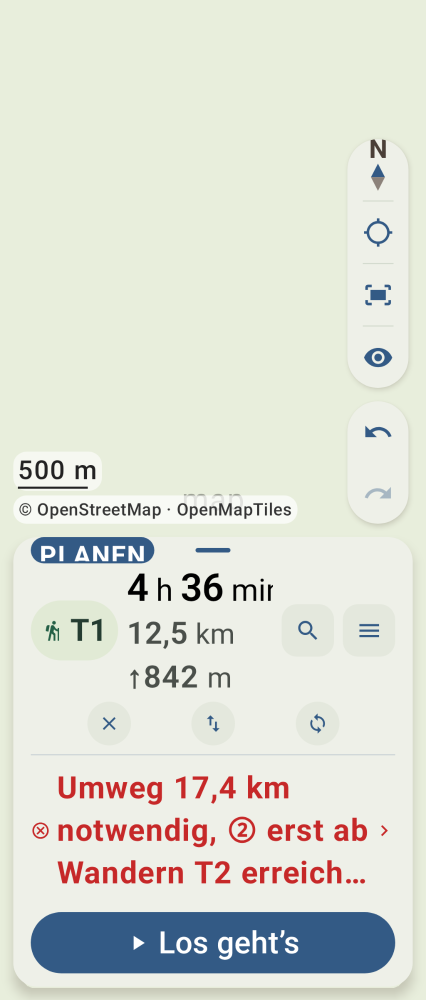 N
500 m
map
© OpenStreetMap · OpenMapTiles
PLANEN
4 h 36 min
T1
12,5 km
↑842 m
Umweg 17,4 km
notwendig, ② erst ab
Wandern T2 erreich…
Los geht’s